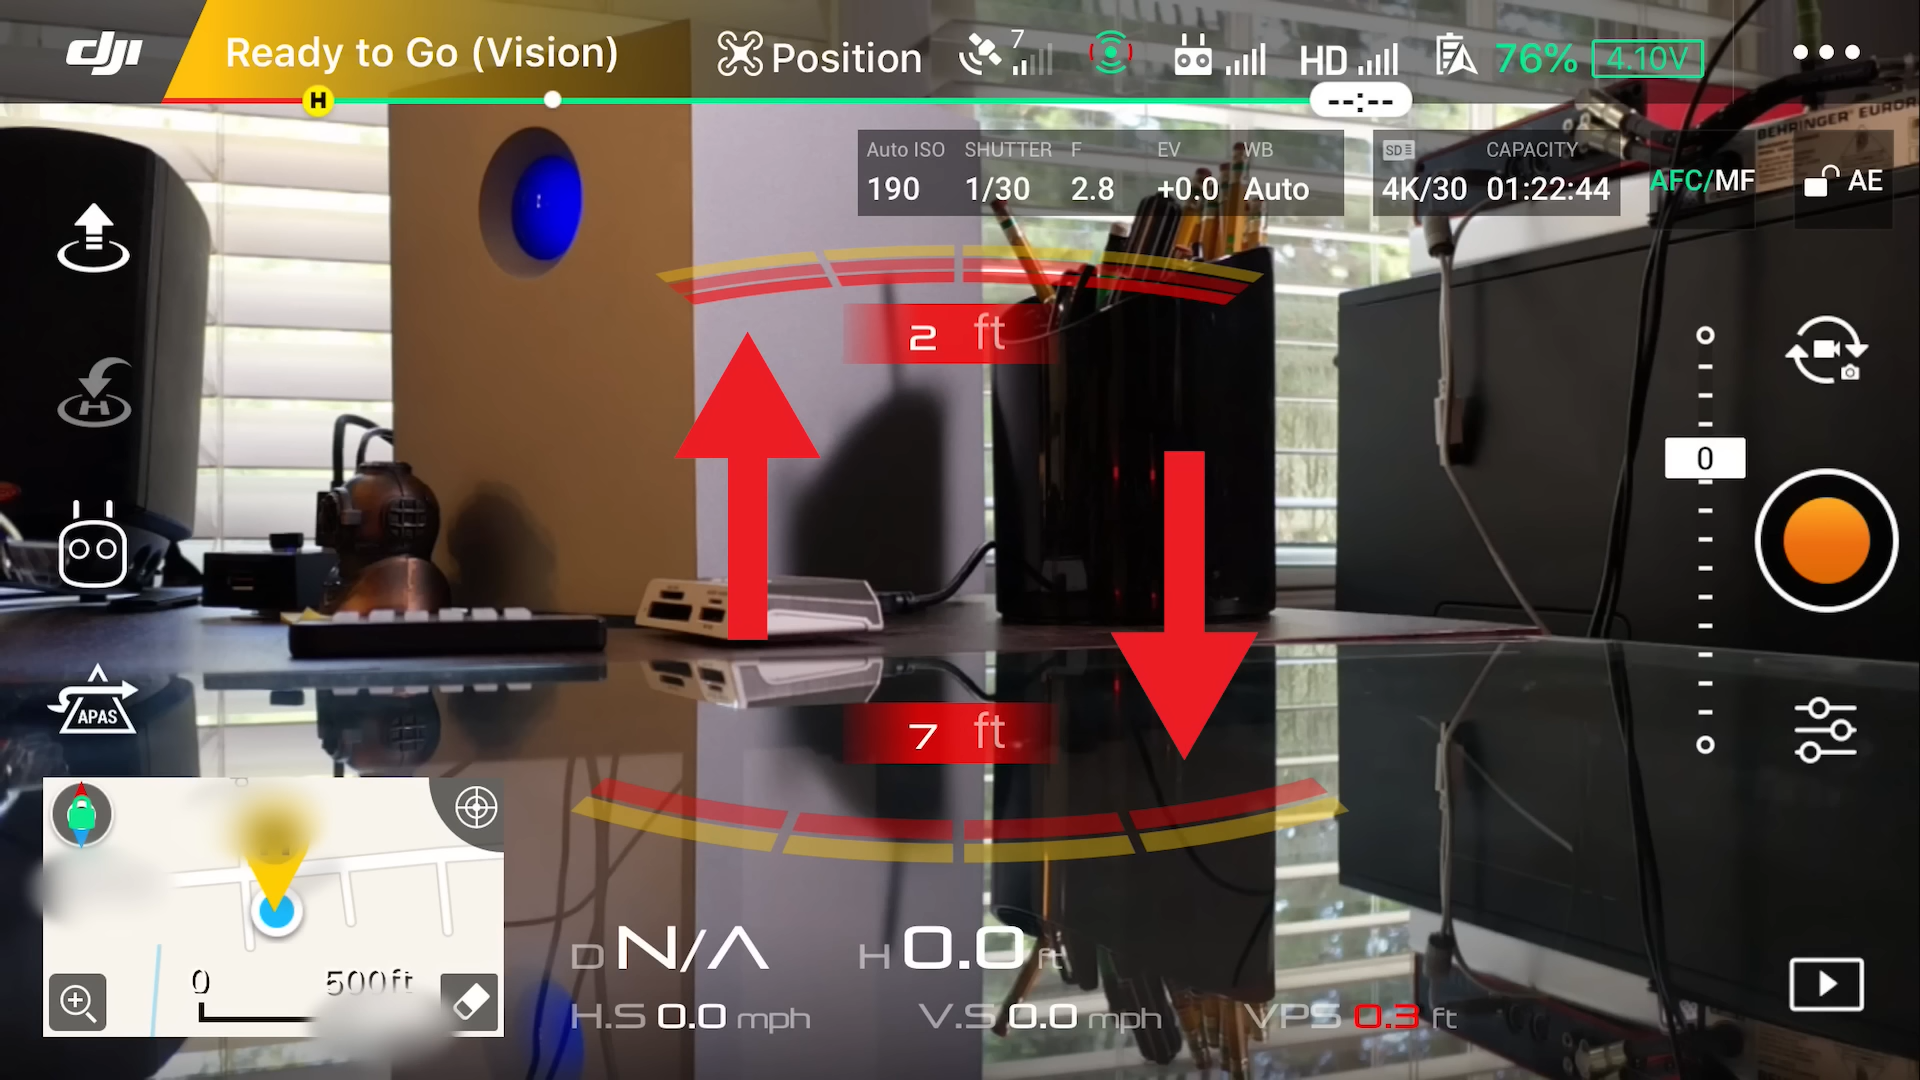 dji Ready to Go (Vision) Position 7 HD 76% 4.10V
H --:--
Auto ISO SHUTTER F EV WB SD CAPACITY
190 1/30 2.8 +0.0 Auto 4K/30 01:22:44
AFC/MF AE
BEHRINGER
2 ft
H
0
APAS
7 ft
0 500ft
D N/A H 0.0 ft
H.S 0.0 mph V.S 0.0 mph VPS 0.3 ft